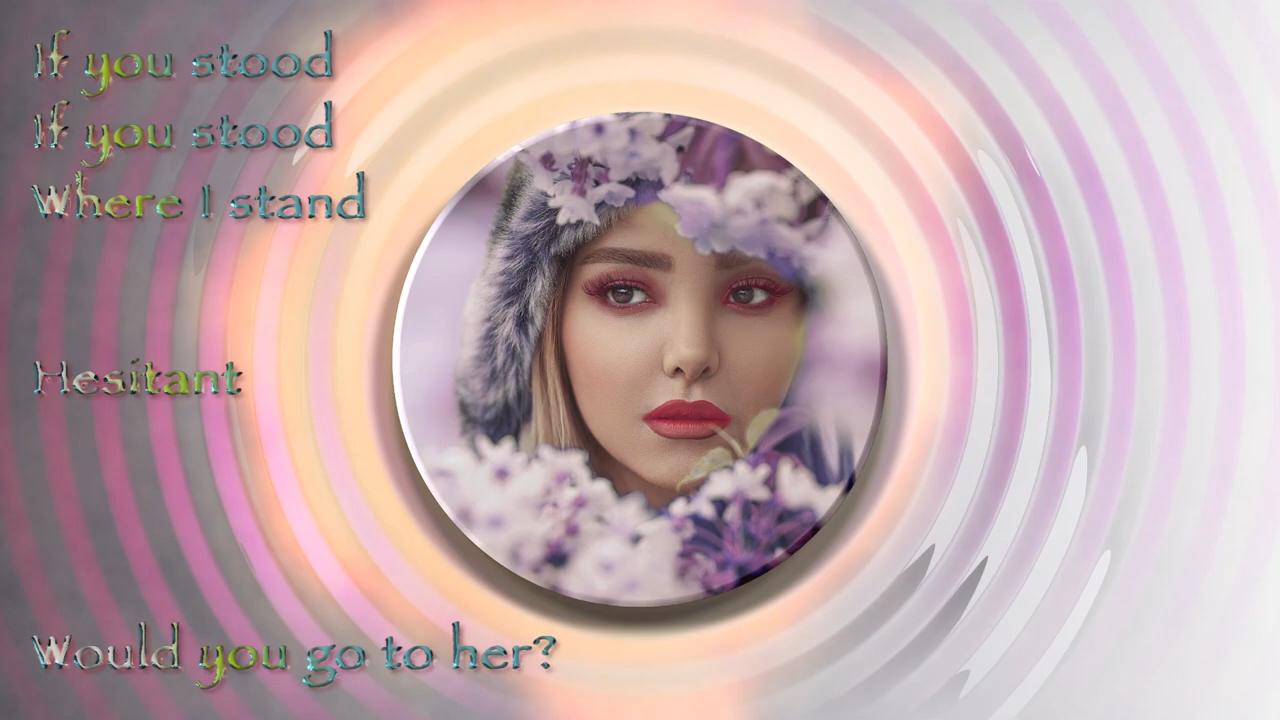 If you stood
If you stood
Where I stand
Hesitant
Would you go to her?